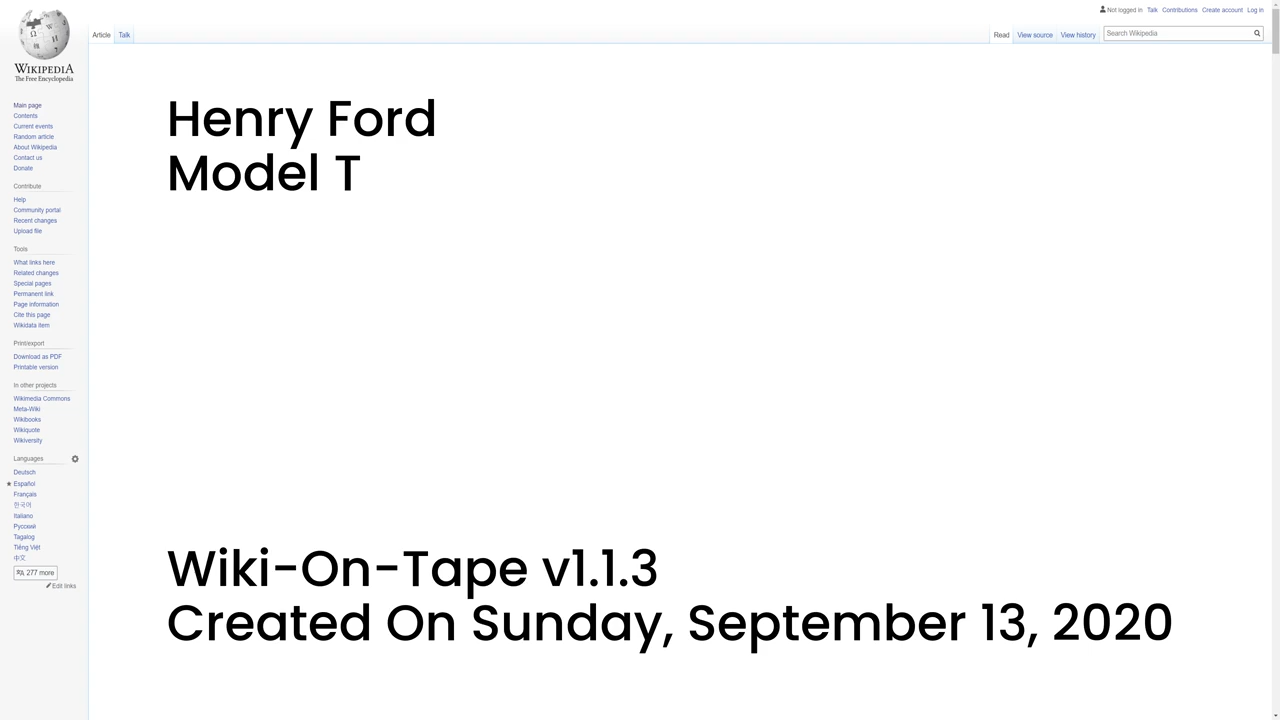 Not logged in Talk Contributions Create account Log in
Article Talk Read View source View history Search Wikipedia
WIKIPEDIA
The Free Encyclopedia
Main page
Contents
Current events
Random article
About Wikipedia
Contact us
Donate
Contribute
Help
Community portal
Recent changes
Upload file
Tools
What links here
Related changes
Special pages
Permanent link
Page information
Cite this page
Wikidata item
Print/export
Download as PDF
Printable version
In other projects
Wikimedia Commons
Meta-Wiki
Wikibooks
Wikiquote
Wikiversity
Languages
Deutsch
Español
Français
한국어
Italiano
Русский
Tagalog
Tiếng Việt
中文
277 more
Edit links
Henry Ford
Model T
Wiki-On-Tape v1.1.3
Created On Sunday, September 13, 2020